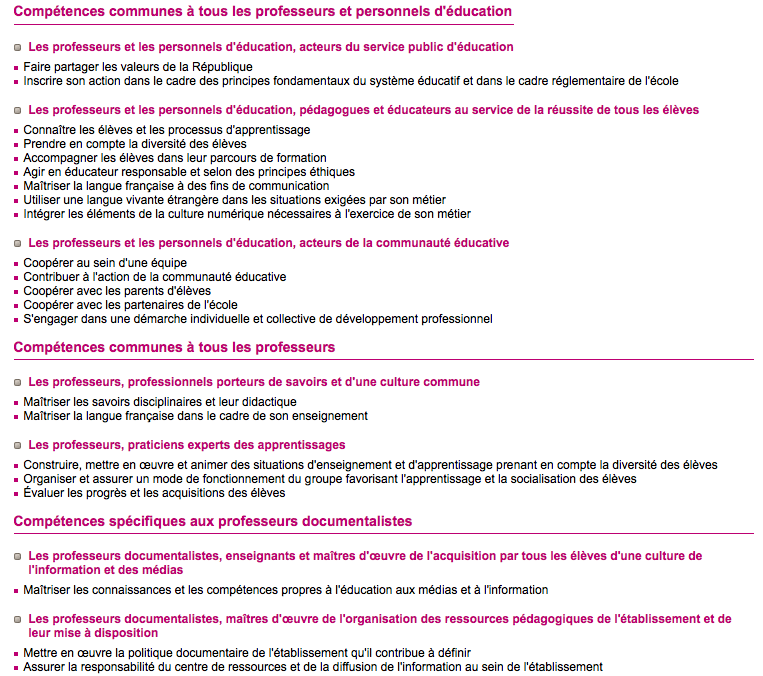 Compétences communes à tous les professeurs et personnels d'éducation
Les professeurs et les personnels d'éducation, acteurs du service public d'éducation
Faire partager les valeurs de la République
Inscrire son action dans le cadre des principes fondamentaux du système éducatif et dans le cadre réglementaire de l'école
Les professeurs et les personnels d'éducation, pédagogues et éducateurs au service de la réussite de tous les élèves
Connaître les élèves et les processus d'apprentissage
Prendre en compte la diversité des élèves
Accompagner les élèves dans leur parcours de formation
Agir en éducateur responsable et selon des principes éthiques
Maîtriser la langue française à des fins de communication
Utiliser une langue vivante étrangère dans les situations exigées par son métier
Intégrer les éléments de la culture numérique nécessaires à l'exercice de son métier
Les professeurs et les personnels d'éducation, acteurs de la communauté éducative
Coopérer au sein d'une équipe
Contribuer à l'action de la communauté éducative
Coopérer avec les parents d'élèves
Coopérer avec les partenaires de l'école
S'engager dans une démarche individuelle et collective de développement professionnel
Compétences communes à tous les professeurs
Les professeurs, professionnels porteurs de savoirs et d'une culture commune
Maîtriser les savoirs disciplinaires et leur didactique
Maîtriser la langue française dans le cadre de son enseignement
Les professeurs, praticiens experts des apprentissages
Construire, mettre en œuvre et animer des situations d'enseignement et d'apprentissage prenant en compte la diversité des élèves
Organiser et assurer un mode de fonctionnement du groupe favorisant l'apprentissage et la socialisation des élèves
Évaluer les progrès et les acquisitions des élèves
Compétences spécifiques aux professeurs documentalistes
Les professeurs documentalistes, enseignants et maîtres d'œuvre de l'acquisition par tous les élèves d'une culture de
l'information et des médias
Maîtriser les connaissances et les compétences propres à l'éducation aux médias et à l'information
Les professeurs documentalistes, maîtres d'œuvre de l'organisation des ressources pédagogiques de l'établissement et de
leur mise à disposition
Mettre en œuvre la politique documentaire de l'établissement qu'il contribue à définir
Assurer la responsabilité du centre de ressources et de la diffusion de l'information au sein de l'établissement